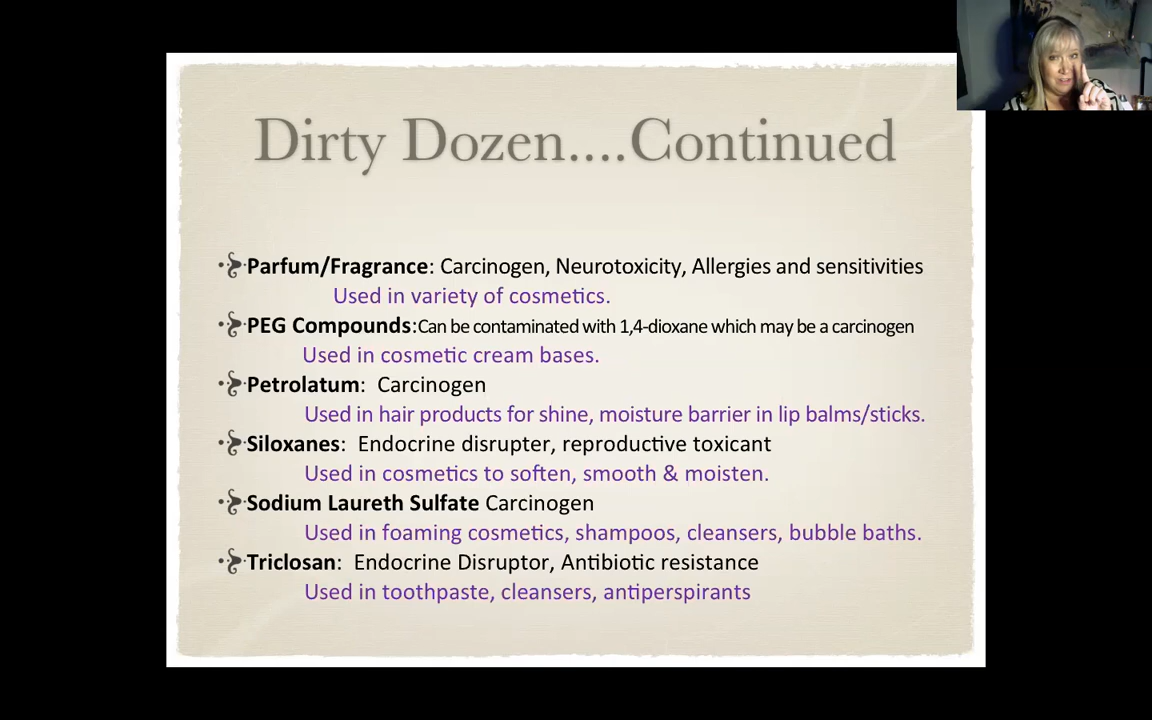 Dirty Dozen....Continued
Parfum/Fragrance: Carcinogen, Neurotoxicity, Allergies and sensitivities
Used in variety of cosmetics.
PEG Compounds:Can be contaminated with 1,4-dioxane which may be a carcinogen
Used in cosmetic cream bases.
Petrolatum: Carcinogen
Used in hair products for shine, moisture barrier in lip balms/sticks.
Siloxanes: Endocrine disrupter, reproductive toxicant
Used in cosmetics to soften, smooth & moisten.
Sodium Laureth Sulfate Carcinogen
Used in foaming cosmetics, shampoos, cleansers, bubble baths.
Triclosan: Endocrine Disruptor, Antibiotic resistance
Used in toothpaste, cleansers, antiperspirants